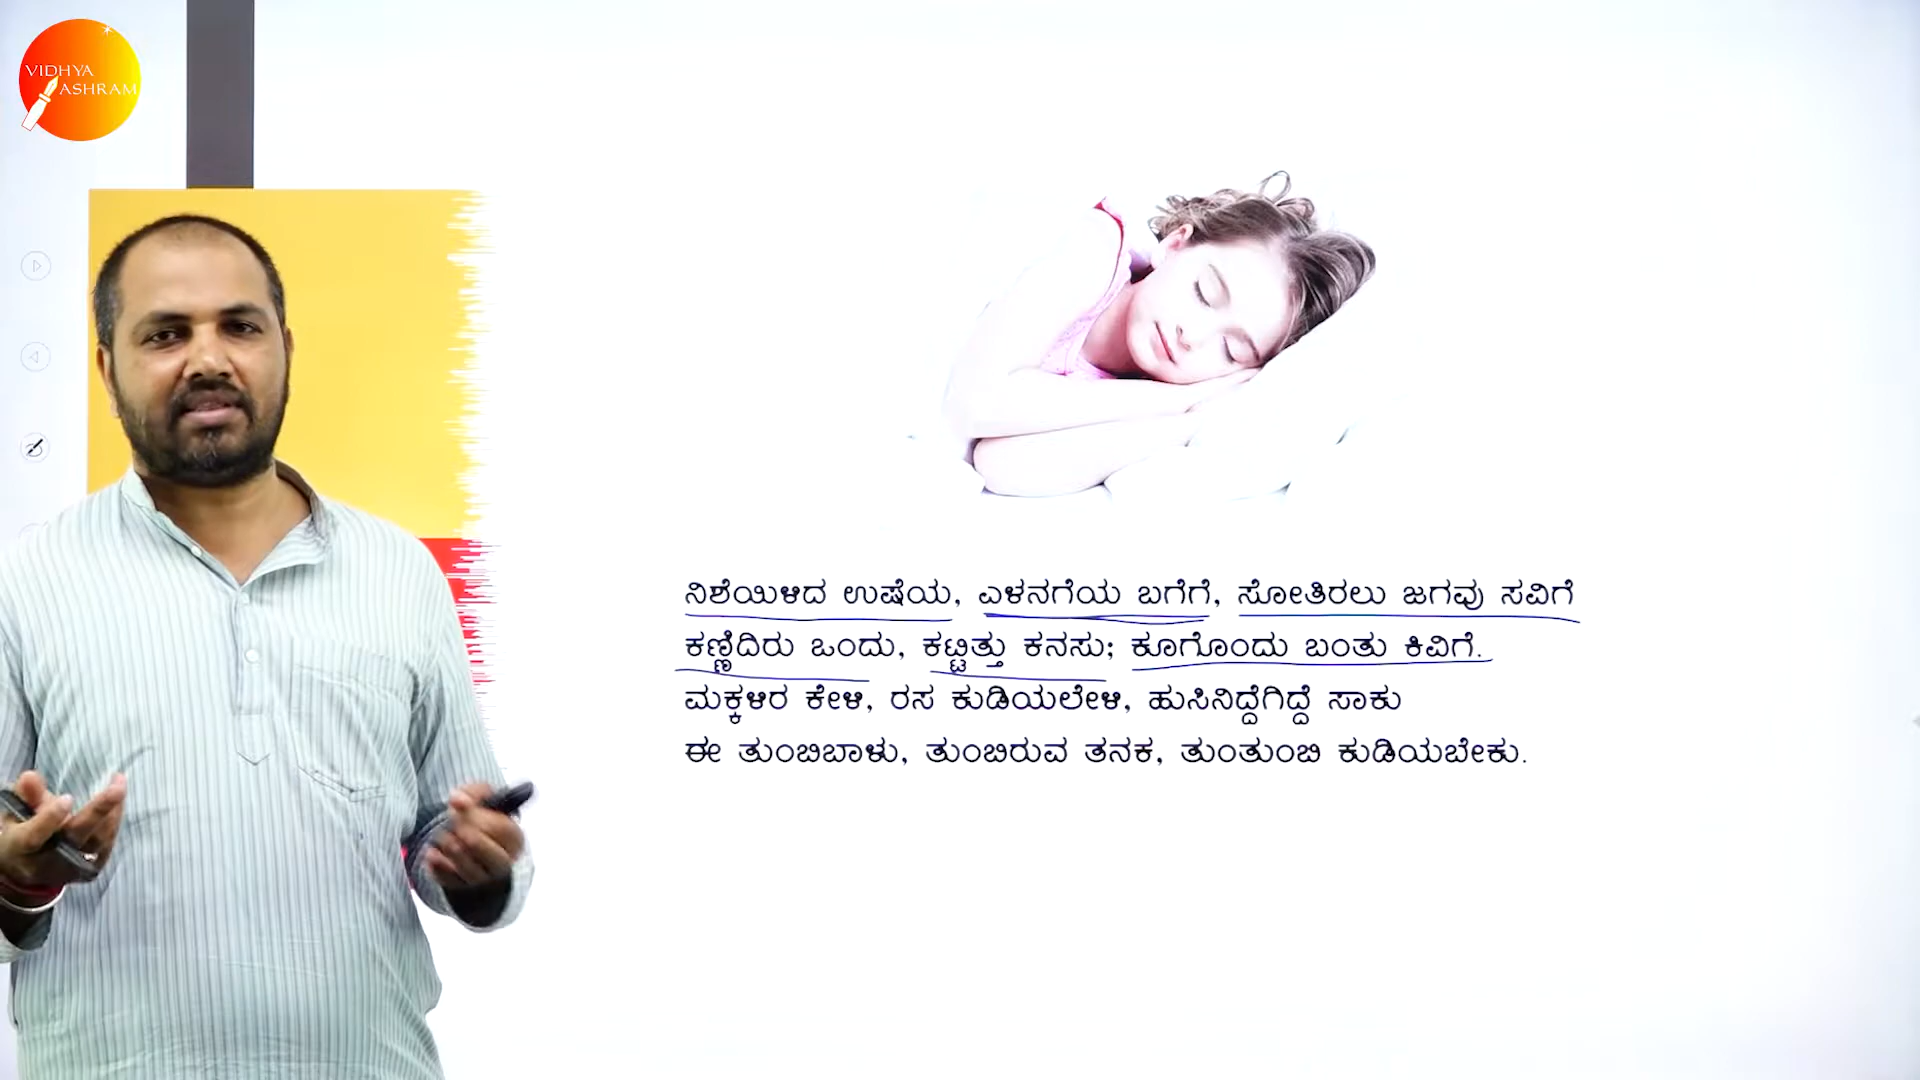 VIDHYA
ASHRAM
ನಿಶೆಯಿಳಿದ ಉಷೆಯ, ಎಳನಗೆಯ ಬಗೆಗೆ, ಸೋತಿರಲು ಜಗವು ಸವಿಗೆ
ಕಣ್ಣಿದಿರು ಒಂದು, ಕಟ್ಟಿತ್ತು ಕನಸು; ಕೂಗೊಂದು ಬಂತು ಕಿವಿಗೆ.
ಮಕ್ಕಳಿರ ಕೇಳಿ, ರಸ ಕುಡಿಯಲೇಳಿ, ಹುಸಿನಿದ್ದೆಗಿದ್ದೆ ಸಾಕು
ಈ ತುಂಬಿಬಾಳು, ತುಂಬಿರುವ ತನಕ, ತುಂತುಂಬಿ ಕುಡಿಯಬೇಕು.